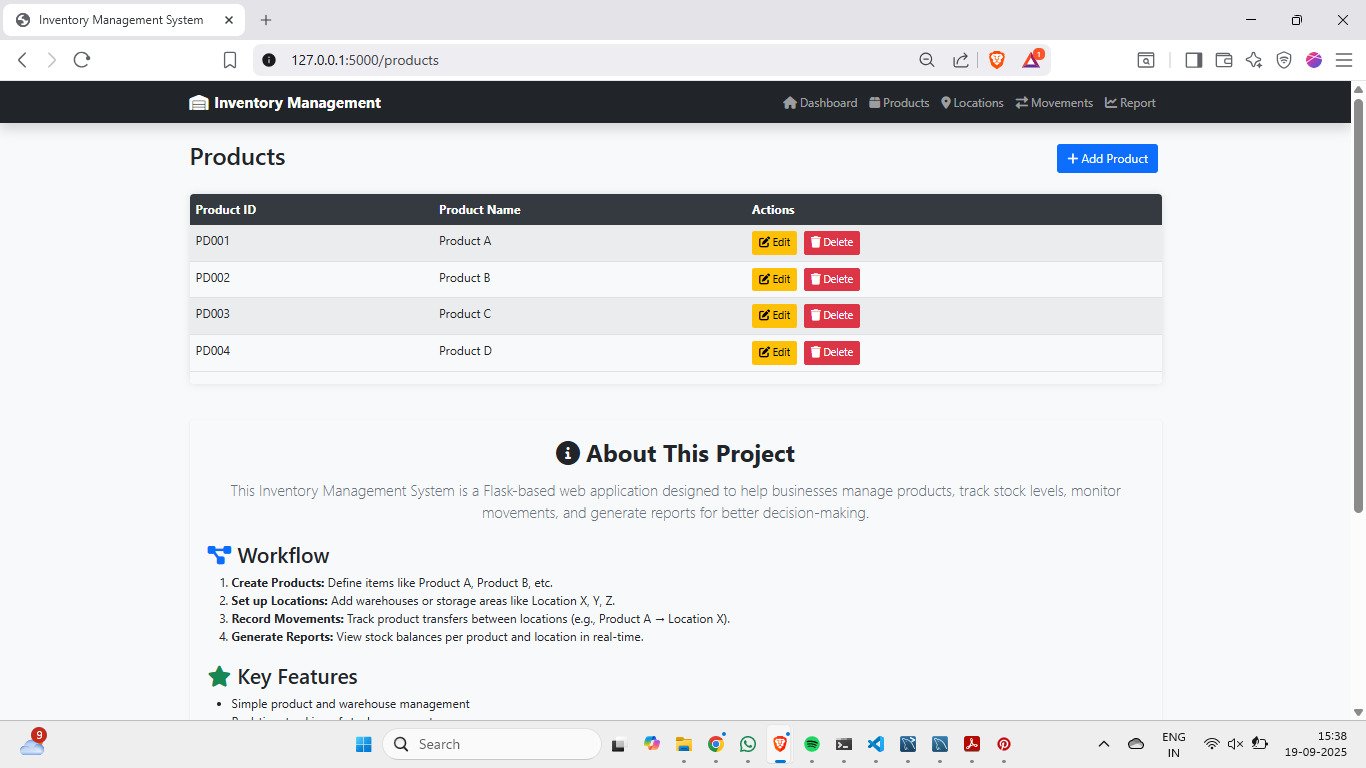 Inventory Management System
127.0.0.1:5000/products
1
Inventory Management
Dashboard Products Locations Movements Report
Products
+ Add Product
Product ID Product Name Actions
PD001 Product A Edit Delete
PD002 Product B Edit Delete
PD003 Product C Edit Delete
PD004 Product D Edit Delete
About This Project
This Inventory Management System is a Flask-based web application designed to help businesses manage products, track stock levels, monitor
movements, and generate reports for better decision-making.
Workflow
1. Create Products: Define items like Product A, Product B, etc.
2. Set up Locations: Add warehouses or storage areas like Location X, Y, Z.
3. Record Movements: Track product transfers between locations (e.g., Product A → Location X).
4. Generate Reports: View stock balances per product and location in real-time.
Key Features
• Simple product and warehouse management
9
Search
ENG
IN
15:38
19-09-2025